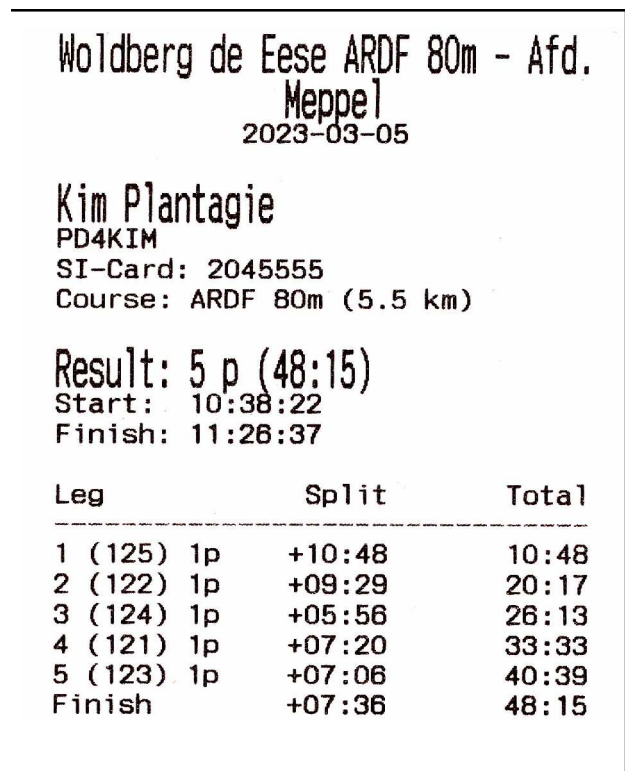 Woldberg de Eese ARDF 80m - Afd.
Meppel
2023-03-05
Kim Plantagie
PD4KIM
SI-Card: 2045555
Course: ARDF 80m (5.5 km)
Result: 5 p (48:15)
Start: 10:38:22
Finish: 11:26:37
Leg Split Total
1 (125) 1p +10:48 10:48
2 (122) 1p +09:29 20:17
3 (124) 1p +05:56 26:13
4 (121) 1p +07:20 33:33
5 (123) 1p +07:06 40:39
Finish +07:36 48:15